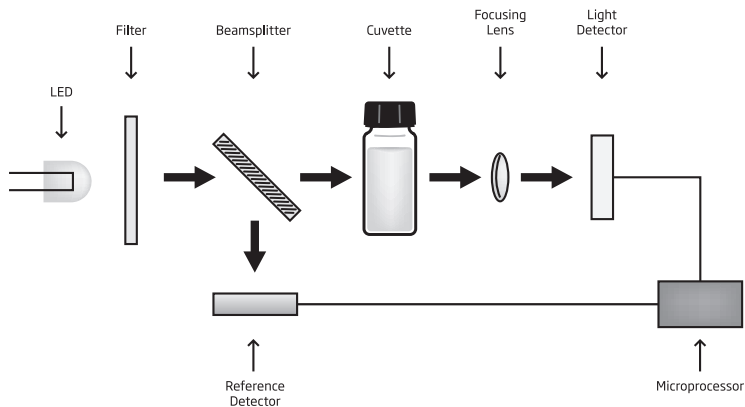 Filter
Beamsplitter
Cuvette
Focusing
Lens
Light
Detector
LED
Reference
Detector
Microprocessor